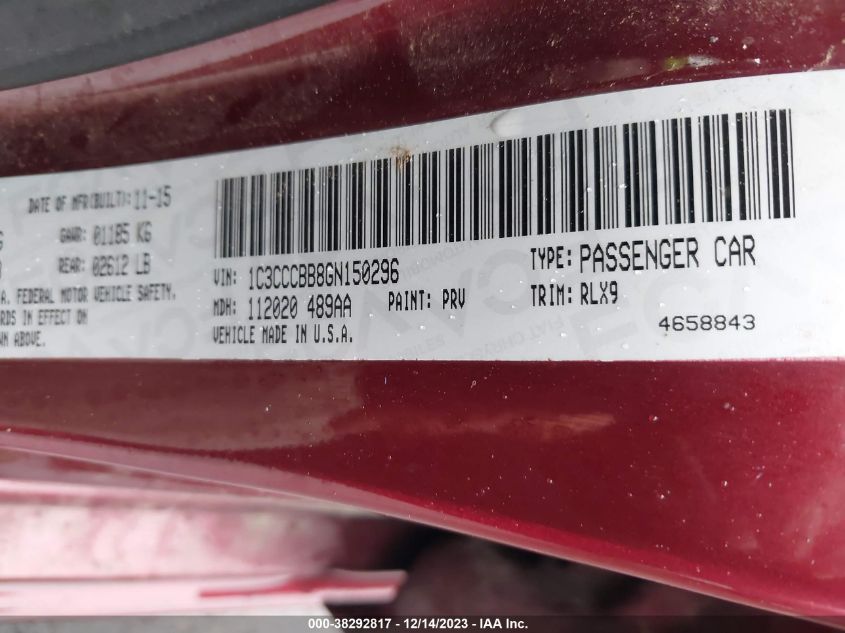 DATE OF MFR(BUILT): 11-15
GAWR: 01185 KG
REAR: 02612 LB
A. FEDERAL MOTOR VEHICLE SAFETY.
RDS IN EFFECT ON
WN ABOVE.
VIN: 1C3CCCBB8GN150296
TYPE: PASSENGER CAR
MDH: 112020 489AA
PAINT: PRV
TRIM: RLX9
VEHICLE MADE IN U.S.A.
4658843
000-38292817 - 12/14/2023 - IAA Inc.